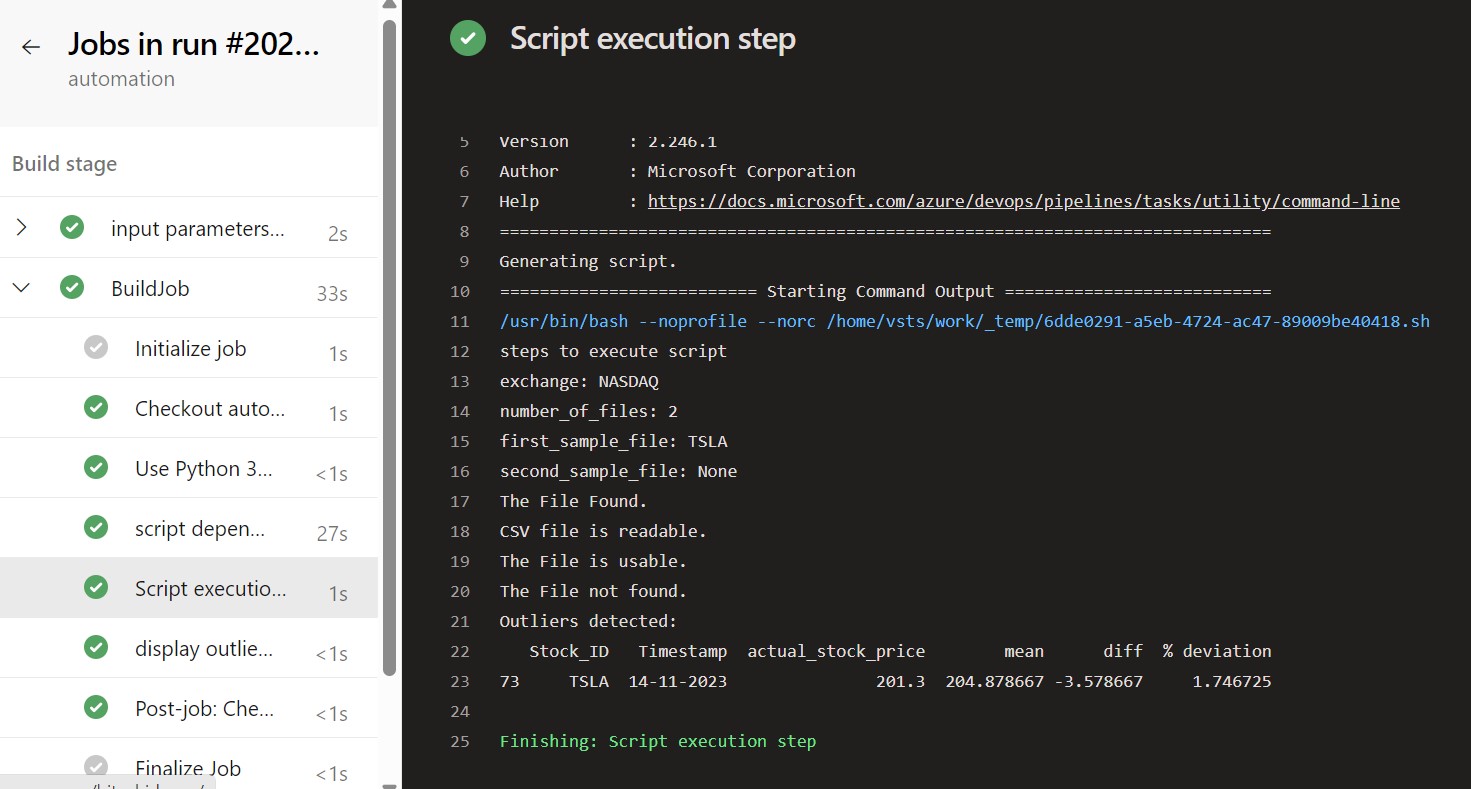 Jobs in run #202...
automation
Build stage
input parameters... 2s
BuildJob 33s
Initialize job 1s
Checkout auto... 1s
Use Python 3... <1s
script depen... 27s
Script executio... 1s
display outlie... <1s
Post-job: Che... <1s
Finalize Job <1s
Script execution step
5 Version : 2.246.1
6 Author : Microsoft Corporation
7 Help : https://docs.microsoft.com/azure/devops/pipelines/tasks/utility/command-line
8 ==============================================================================
9 Generating script.
10 ========================== Starting Command Output ===========================
11 /usr/bin/bash --noprofile --norc /home/vsts/work/_temp/6dde0291-a5eb-4724-ac47-89009be40418.sh
12 steps to execute script
13 exchange: NASDAQ
14 number_of_files: 2
15 first_sample_file: TSLA
16 second_sample_file: None
17 The File Found.
18 CSV file is readable.
19 The File is usable.
20 The File not found.
21 Outliers detected:
22 Stock_ID Timestamp actual_stock_price mean diff % deviation
23 73 TSLA 14-11-2023 201.3 204.878667 -3.578667 1.746725
24
25 Finishing: Script execution step